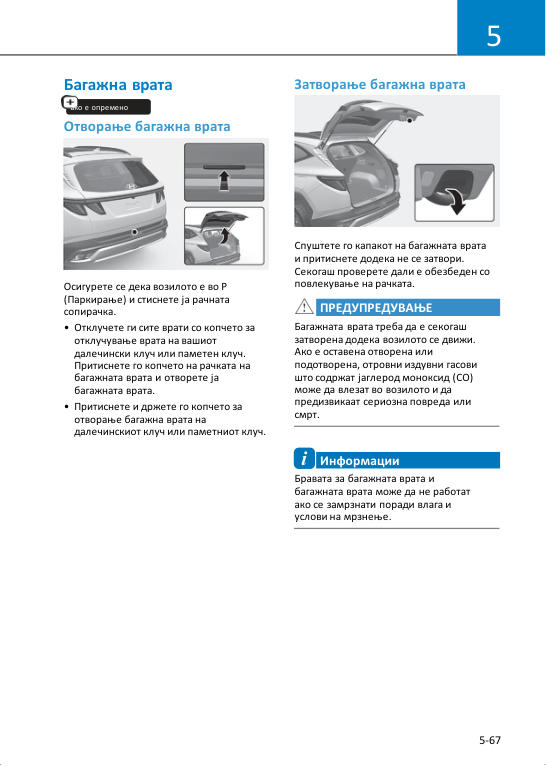 5
Багажна врата
ако е опремено
Отворање багажна врата
Осигурете се дека возилото е во P
(Паркирање) и стиснете ја рачната
сопирачка.
• Отклучете ги сите врати со копчето за
отклучување врата на вашиот
далечински клуч или паметен клуч.
Притиснете го копчето на рачката на
багажната врата и отворете ја
багажната врата.
• Притиснете и држете го копчето за
отворање багажна врата на
далечинскиот клуч или паметниот клуч.
Затворање багажна врата
Спуштете го капакот на багажната врата
и притиснете додека не се затвори.
Секогаш проверете дали е обезбеден со
повлекување на рачката.
ПРЕДУПРЕДУВАЊЕ
Багажната врата треба да е секогаш
затворена додека возилото се движи.
Ако е оставена отворена или
подотворена, отровни издувни гасови
што содржат јаглерод моноксид (CO)
може да влезат во возилото и да
предизвикаат сериозна повреда или
смрт.
i Информации
Бравата за багажната врата и
багажната врата може да не работат
ако се замрзнати поради влага и
услови на мрзнење.
5-67